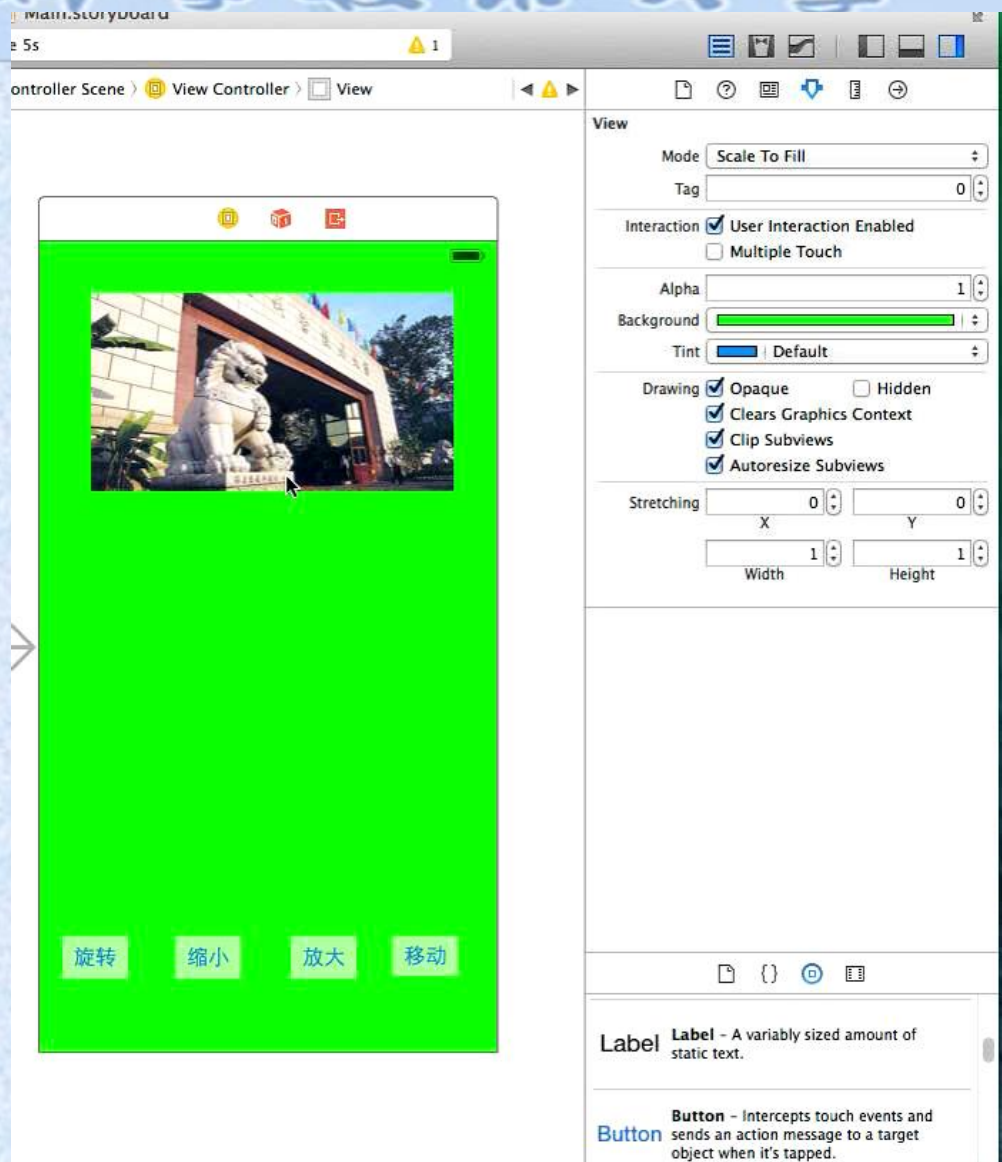 Main.storyboard
e 5s
1
ontroller Scene
View Controller
View
View
Mode Scale To Fill
Tag 0
Interaction User Interaction Enabled
Multiple Touch
Alpha 1
Background
Tint Default
Drawing Opaque Hidden
Clears Graphics Context
Clip Subviews
Autoresize Subviews
Stretching 0 0
X Y
1 1
Width Height
旋转 缩小 放大 移动
{}
Label Label - A variably sized amount of
static text.
Button Button - Intercepts touch events and
sends an action message to a target
object when it's tapped.